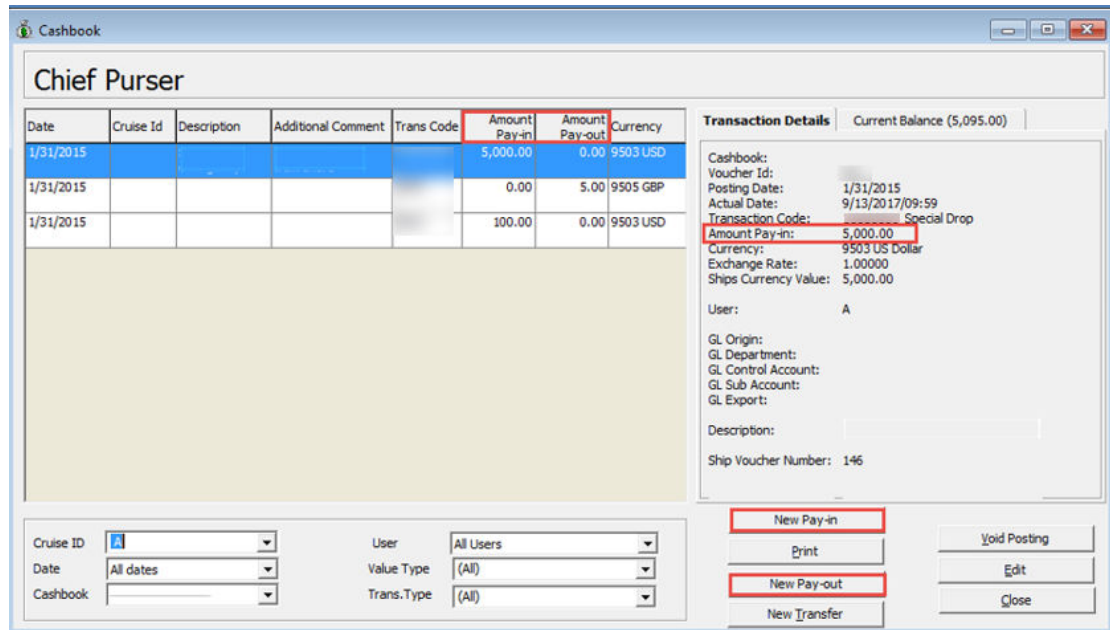 Cashbook
Chief Purser
Date Cruise Id Description Additional Comment Trans Code Amount Pay-in Amount Pay-out Currency
1/31/2015 5,000.00 0.00 9503 USD
1/31/2015 0.00 5.00 9505 GBP
1/31/2015 100.00 0.00 9503 USD
Transaction Details Current Balance (5,095.00)
Cashbook:
Voucher Id:
Posting Date: 1/31/2015
Actual Date: 9/13/2017/09:59
Transaction Code: Special Drop
Amount Pay-in: 5,000.00
Currency: 9503 US Dollar
Exchange Rate: 1.00000
Ships Currency Value: 5,000.00
User: A
GL Origin:
GL Department:
GL Control Account:
GL Sub Account:
GL Export:
Description:
Ship Voucher Number: 146
Cruise ID A User All Users
Date All dates Value Type (All)
Cashbook Trans.Type (All)
New Pay-in
Print
New Pay-out
New Transfer
Void Posting
Edit
Close